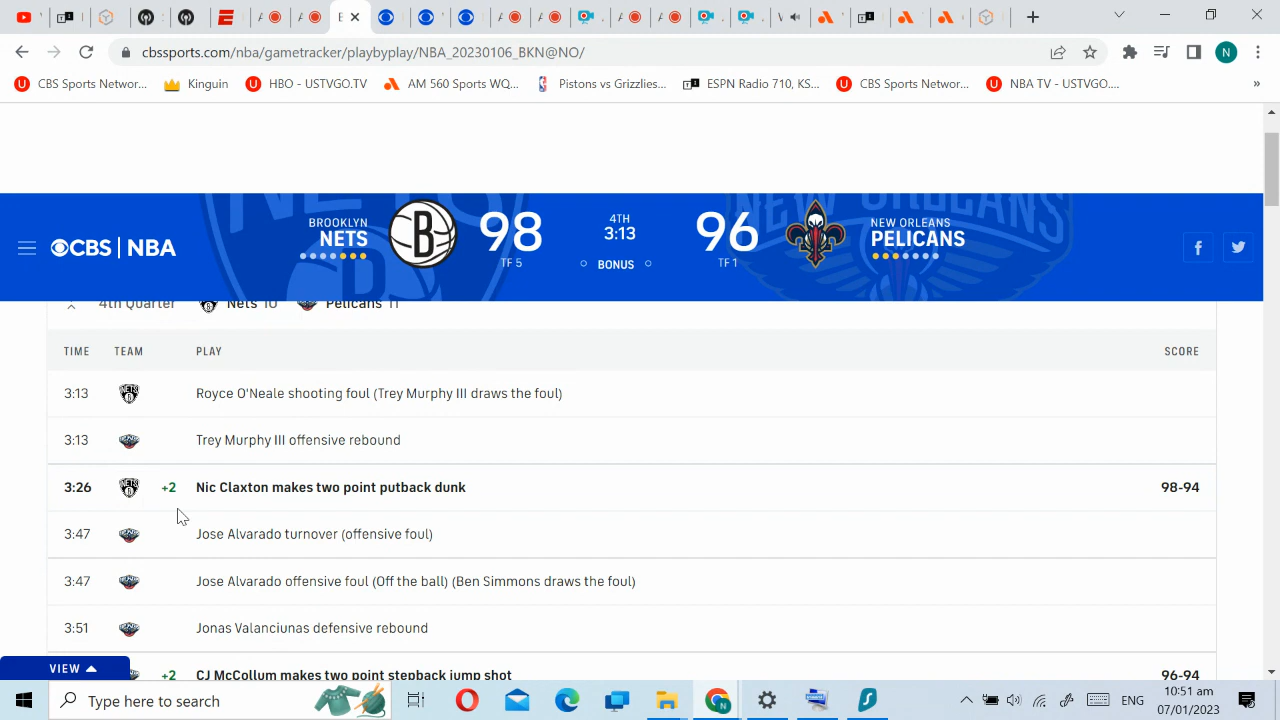 cbssports.com/nba/gametracker/playbyplay/NBA_20230106_BKN@NO/
N
CBS Sports Networ... Kinguin HBO - USTVGO.TV AM 560 Sports WQ... Pistons vs Grizzlies... ESPN Radio 710, KS... CBS Sports Networ... NBA TV - USTVGO.... »
CBS | NBA
BROOKLYN
NETS
98
TF 5
4TH
3:13
BONUS
96
TF 1
NEW ORLEANS
PELICANS
4th Quarter Nets 10 Pelicans 11
TIME TEAM PLAY SCORE
3:13 Royce O'Neale shooting foul (Trey Murphy III draws the foul)
3:13 Trey Murphy III offensive rebound
3:26 +2 Nic Claxton makes two point putback dunk 98-94
3:47 Jose Alvarado turnover (offensive foul)
3:47 Jose Alvarado offensive foul (Off the ball) (Ben Simmons draws the foul)
3:51 Jonas Valanciunas defensive rebound
+2 CJ McCollum makes two point stepback jump shot 96-94
VIEW
Type here to search
ENG
10:51 am
07/01/2023